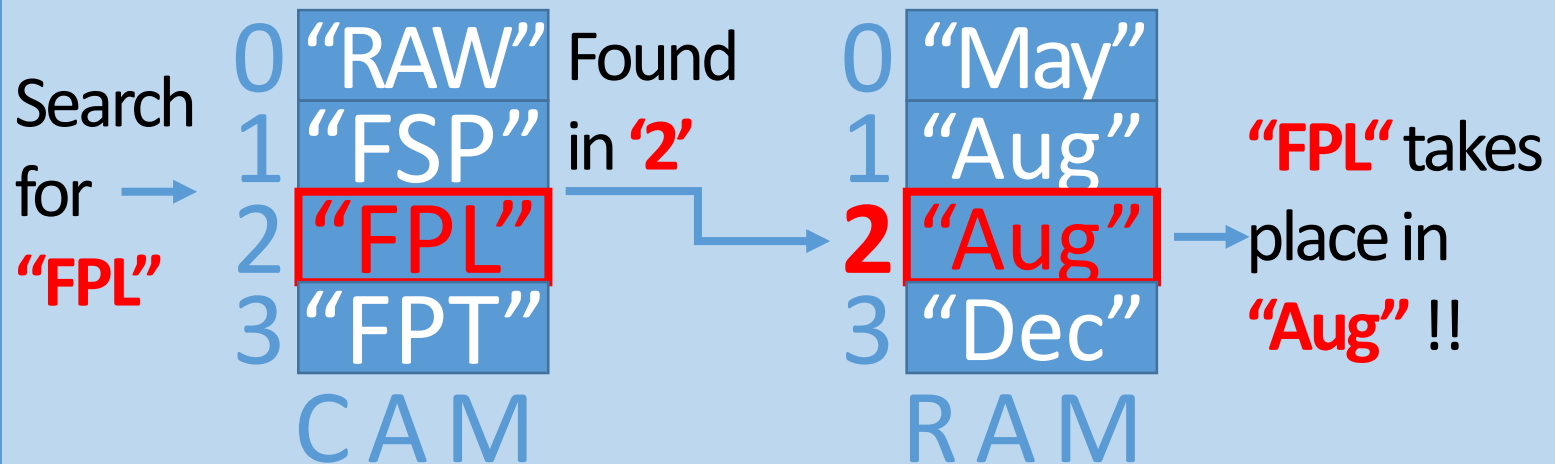 Search
for
“FPL”
0 “RAW”
1 “FSP”
2 “FPL”
3 “FPT”
CAM
Found
in ‘2’
0 “May”
1 “Aug”
2 “Aug”
3 “Dec”
RAM
“FPL“ takes
place in
“Aug” !!